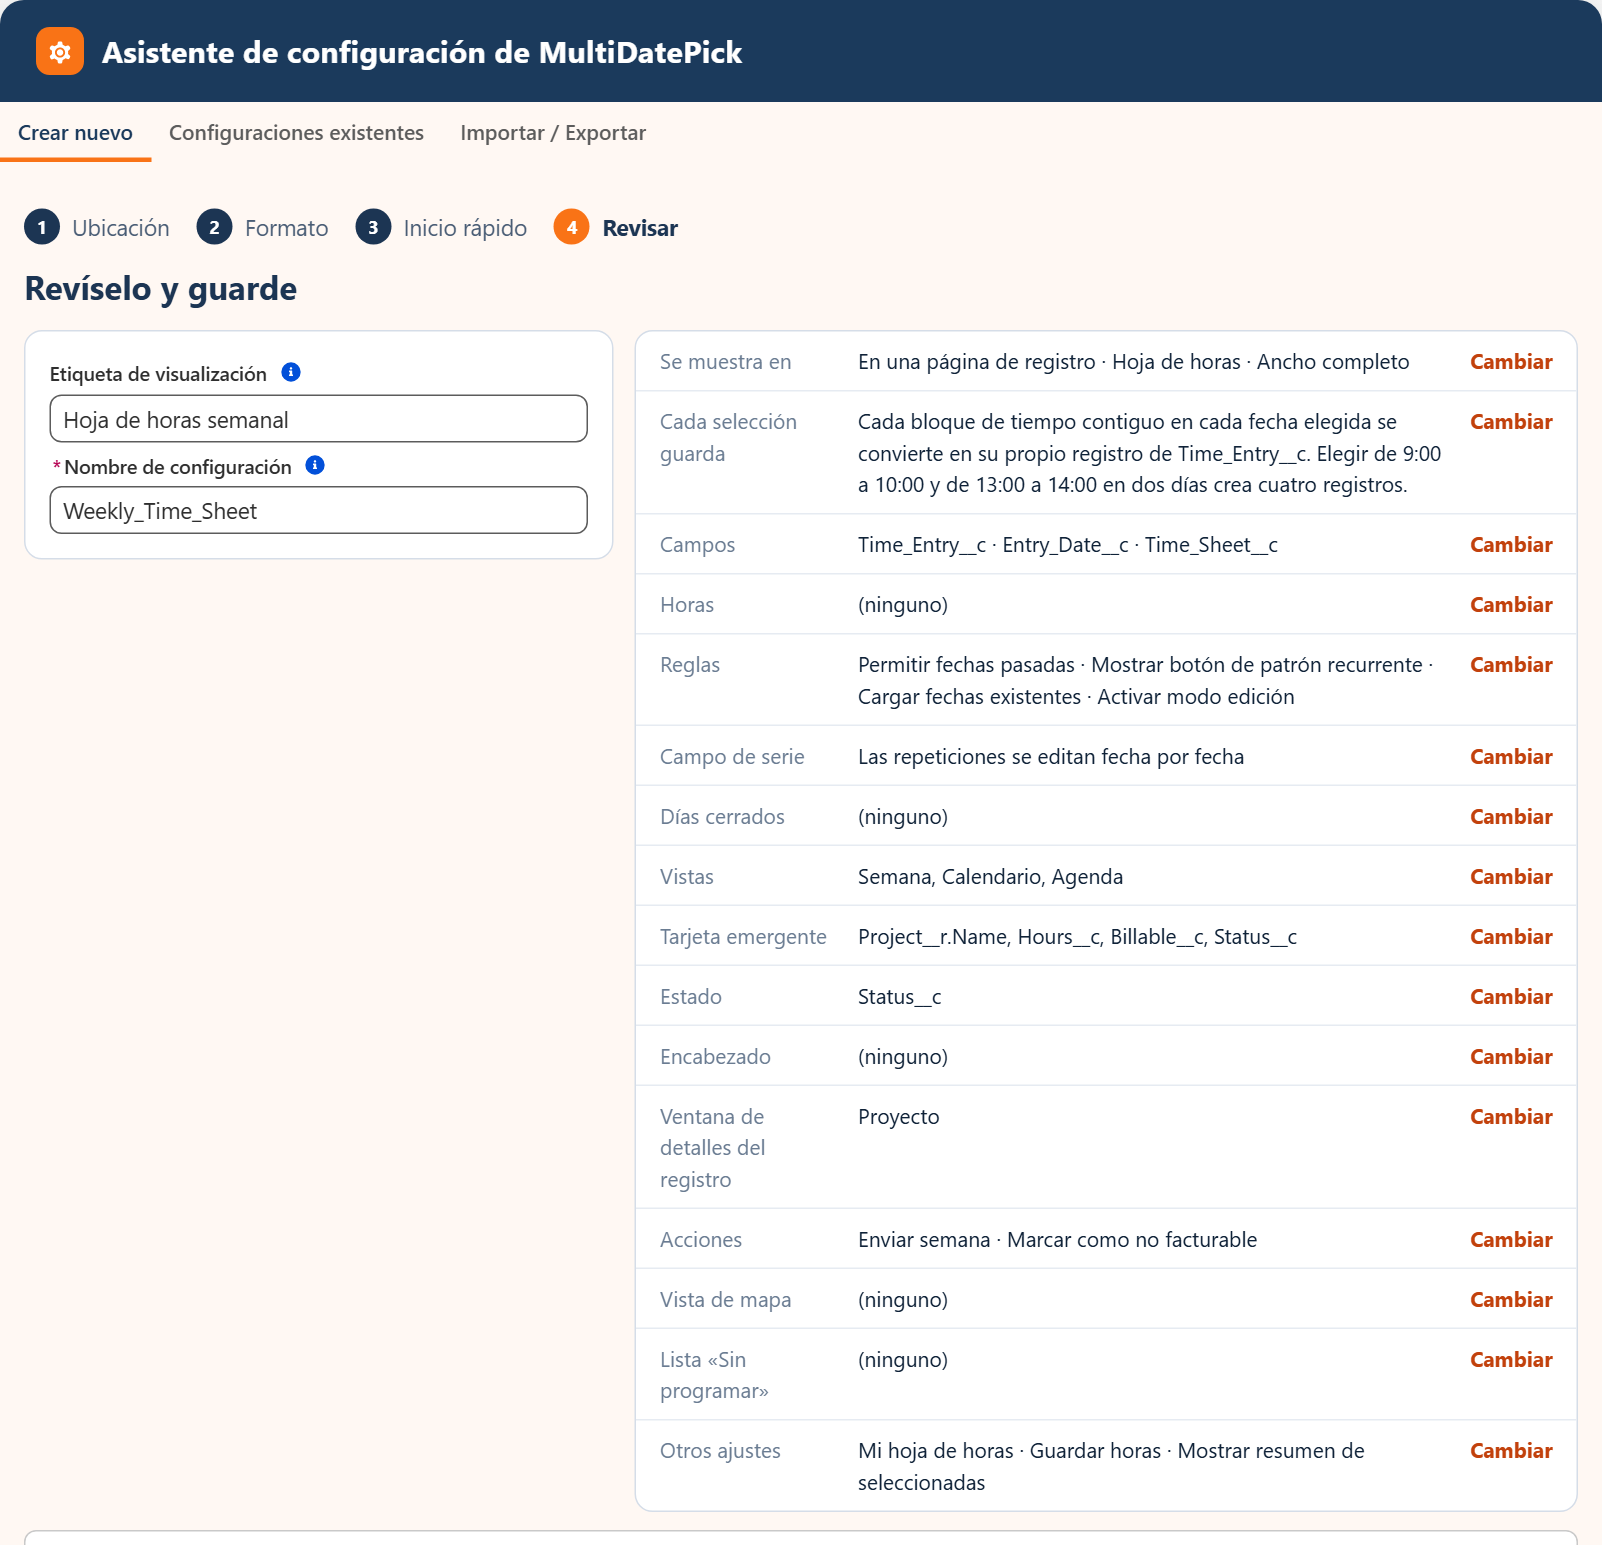 Asistente de configuración de MultiDatePick
Crear nuevo
Configuraciones existentes
Importar / Exportar
1 Ubicación
2 Formato
3 Inicio rápido
4 Revisar
Revíselo y guarde
Etiqueta de visualización
Hoja de horas semanal
*Nombre de configuración
Weekly_Time_Sheet
Se muestra en
En una página de registro · Hoja de horas · Ancho completo
Cambiar
Cada selección
guarda
Cada bloque de tiempo contiguo en cada fecha elegida se
convierte en su propio registro de Time_Entry__c. Elegir de 9:00
a 10:00 y de 13:00 a 14:00 en dos días crea cuatro registros.
Cambiar
Campos
Time_Entry__c · Entry_Date__c · Time_Sheet__c
Cambiar
Horas
(ninguno)
Cambiar
Reglas
Permitir fechas pasadas · Mostrar botón de patrón recurrente ·
Cargar fechas existentes · Activar modo edición
Cambiar
Campo de serie
Las repeticiones se editan fecha por fecha
Cambiar
Días cerrados
(ninguno)
Cambiar
Vistas
Semana, Calendario, Agenda
Cambiar
Tarjeta emergente
Project__r.Name, Hours__c, Billable__c, Status__c
Cambiar
Estado
Status__c
Cambiar
Encabezado
(ninguno)
Cambiar
Ventana de
detalles del
registro
Proyecto
Cambiar
Acciones
Enviar semana · Marcar como no facturable
Cambiar
Vista de mapa
(ninguno)
Cambiar
Lista «Sin
programar»
(ninguno)
Cambiar
Otros ajustes
Mi hoja de horas · Guardar horas · Mostrar resumen de
seleccionadas
Cambiar